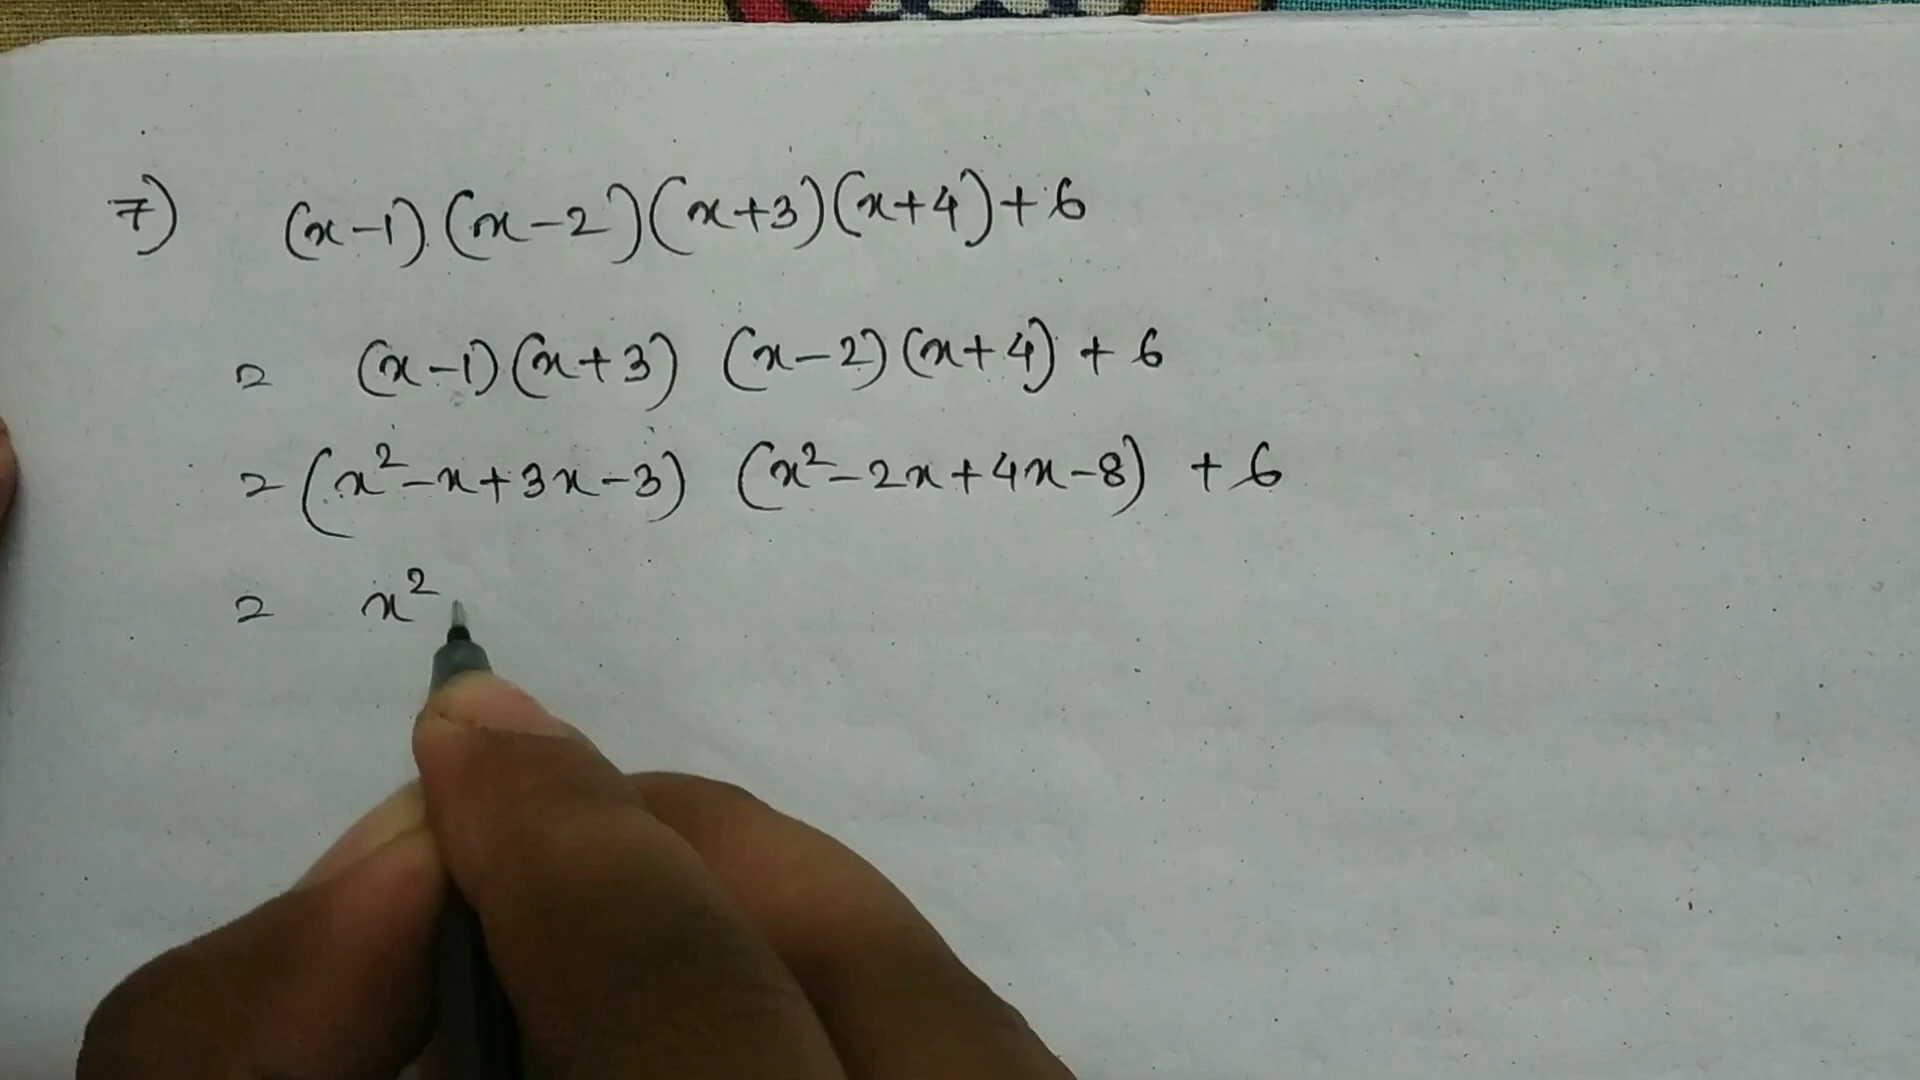 7) (x-1)(x-2)(x+3)(x+4)+6
= (x-1)(x+3) (x-2)(x+4) + 6
= (x²-x+3x-3) (x²-2x+4x-8) + 6
= x²